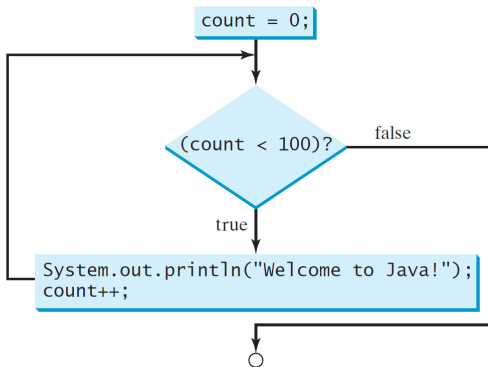 count = 0;
(count < 100)?
false
true
System.out.println("Welcome to Java!");
count++;